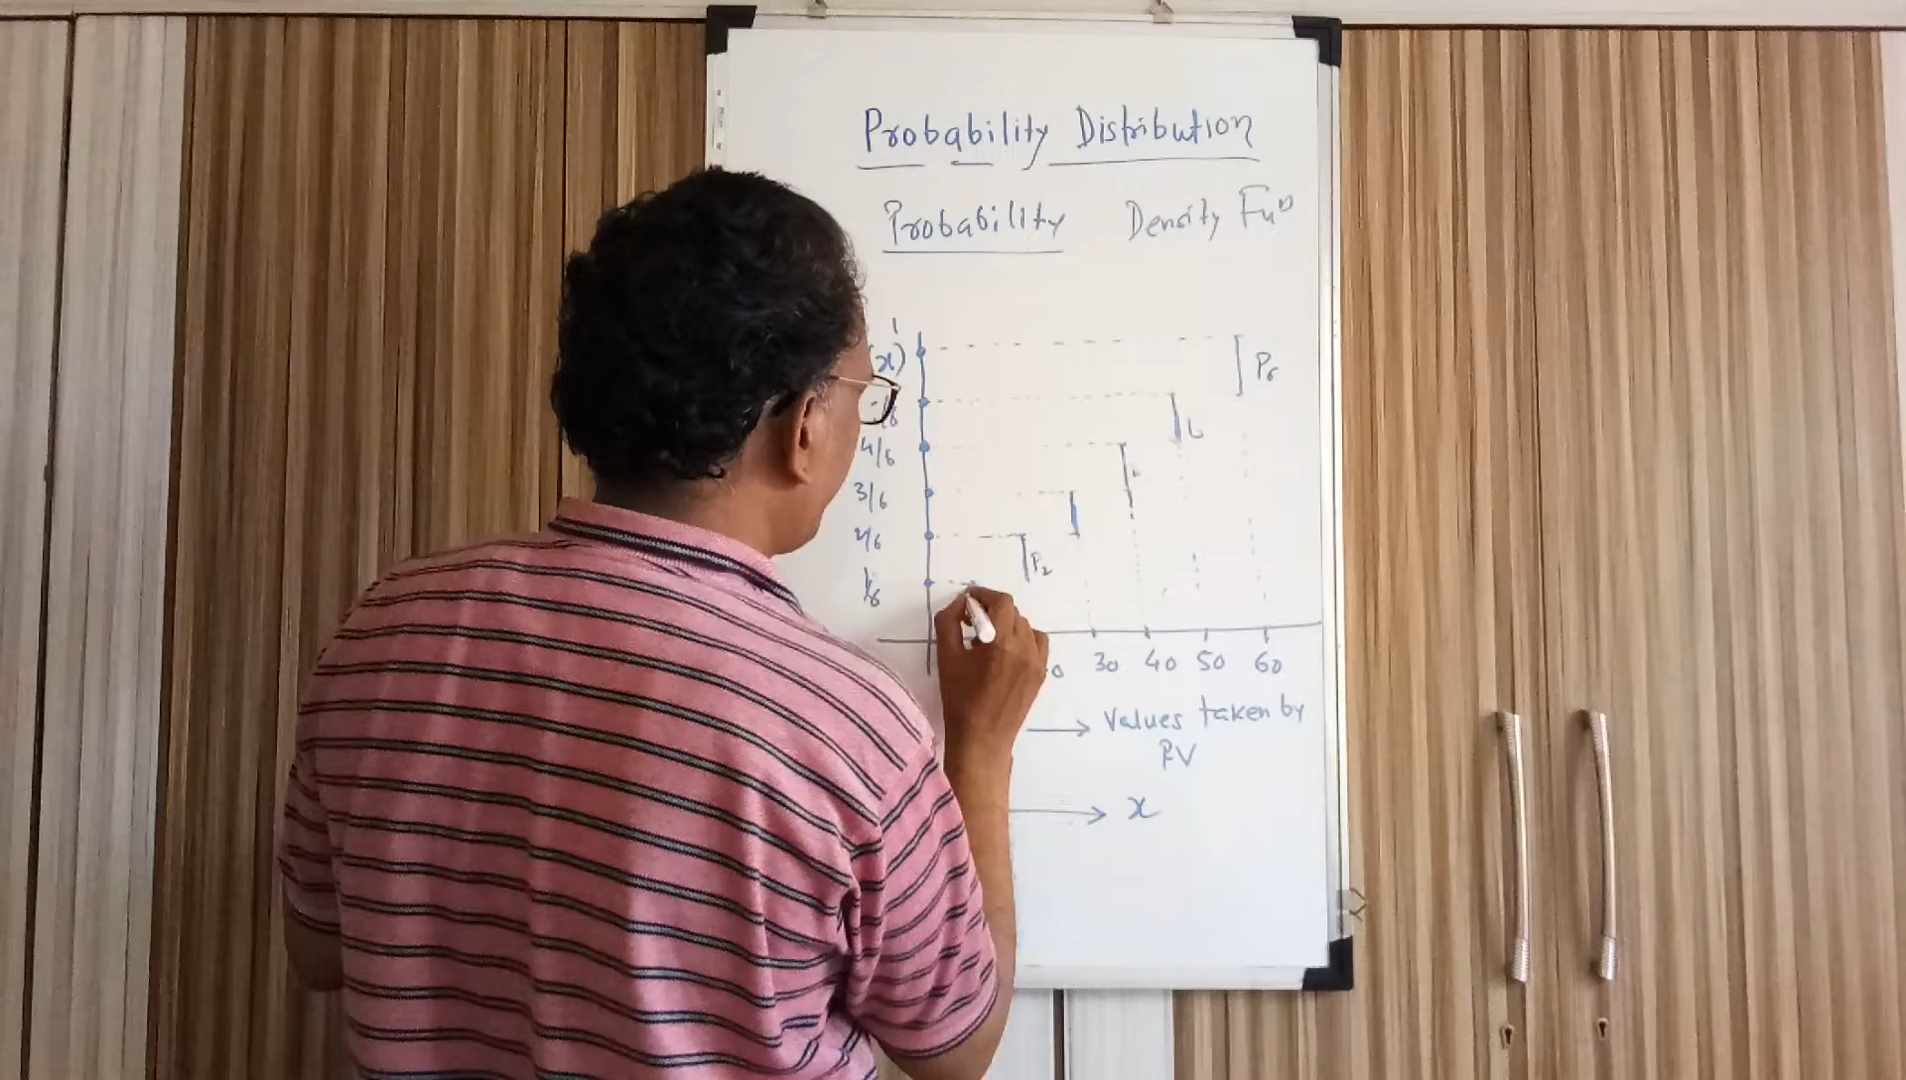 Probability Distribution
Probability Density Fuⁿ
1
(x)
P₆
4/6
3/6
2/6
P₂
1/6
30 40 50 60
→ Values taken by
RV
→ x